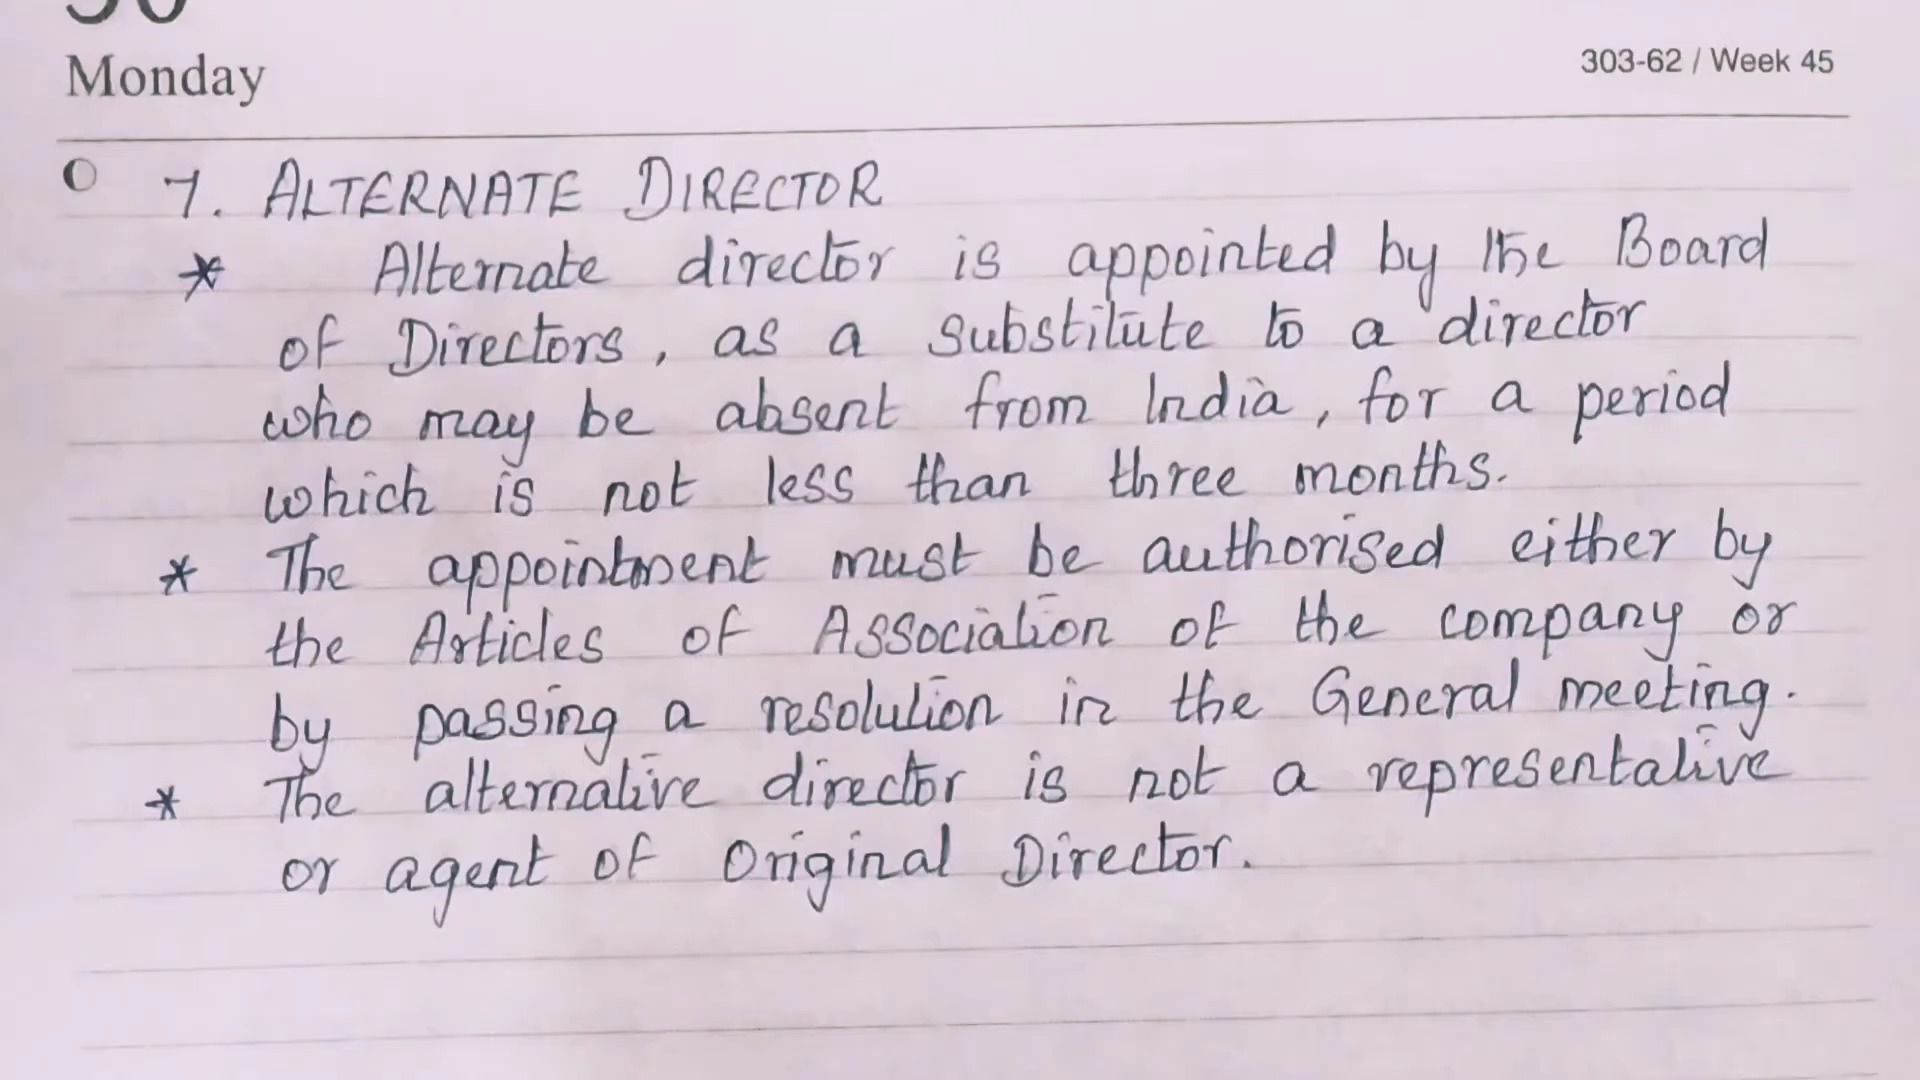 Monday
303-62 / Week 45
7. ALTERNATE DIRECTOR
* Alternate director is appointed by the Board
of Directors, as a substitute to a director
who may be absent from India, for a period
which is not less than three months.
* The appointment must be authorised either by
the Articles of Association of the company or
by passing a resolution in the General meeting.
* The alternative director is not a representative
or agent of Original Director.